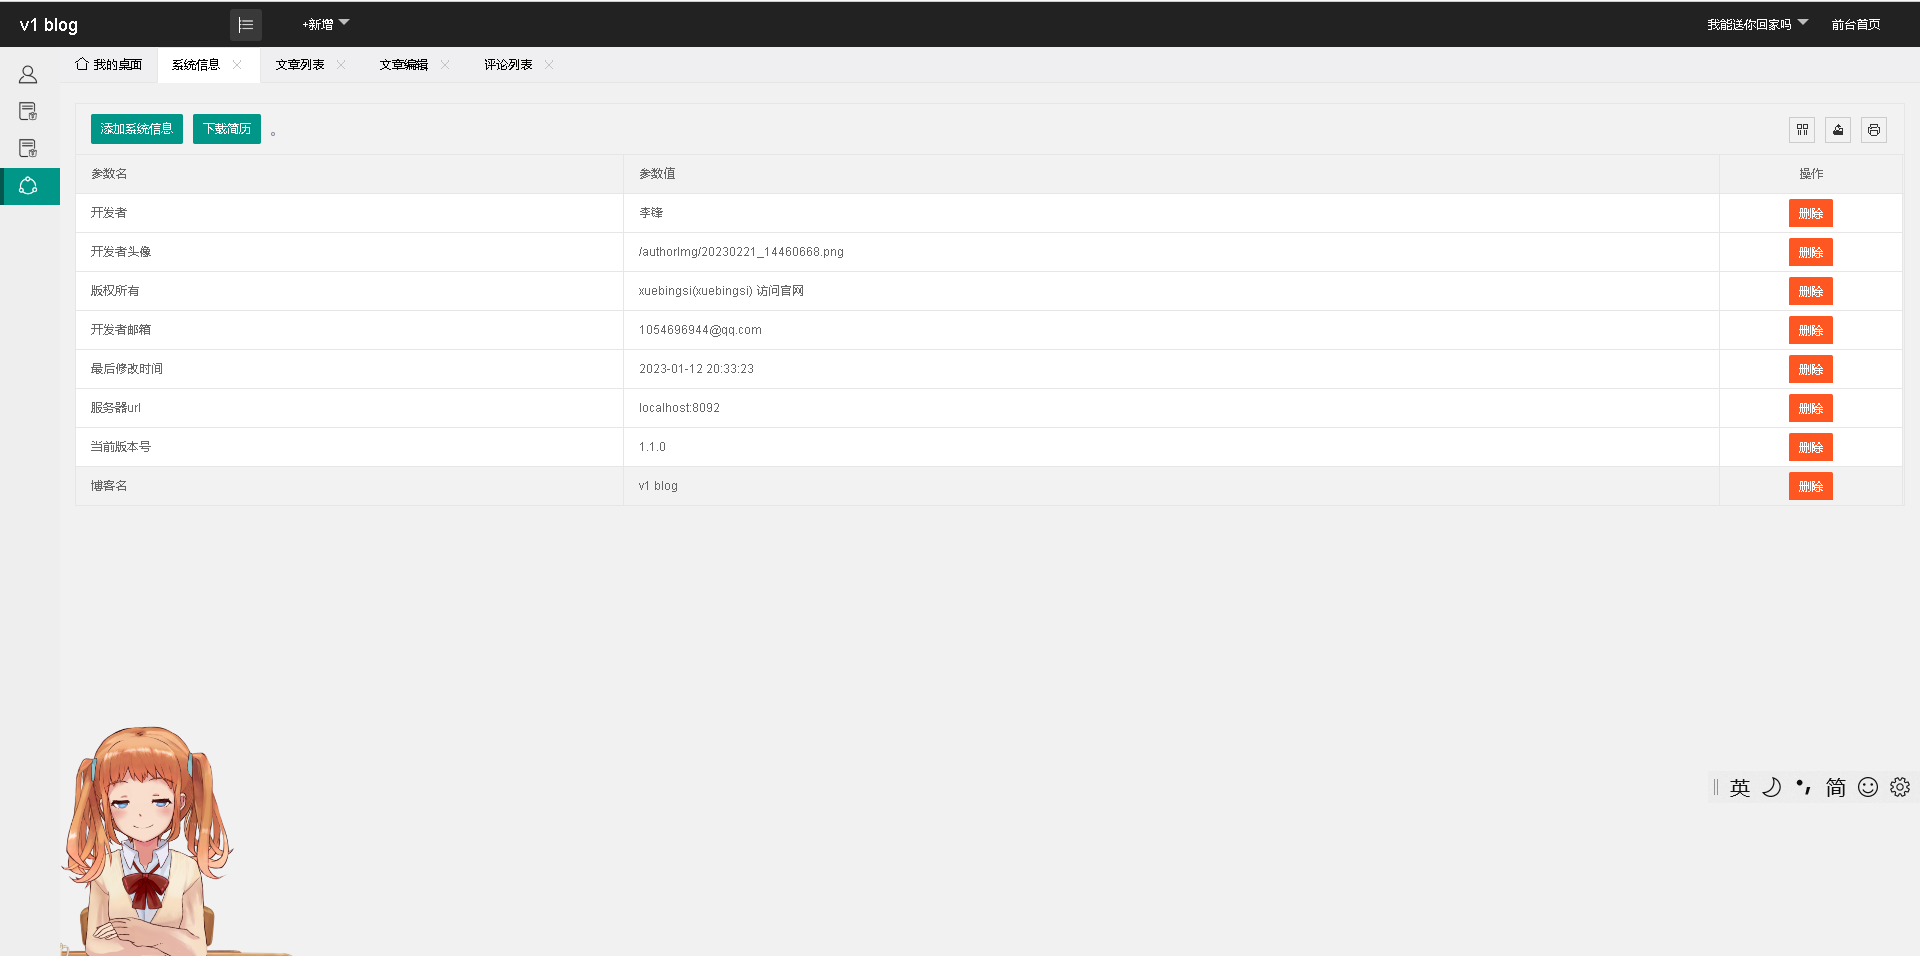 v1 blog
+新增
我能送你回家吗
前台首页
我的桌面
系统信息
文章列表
文章编辑
评论列表
添加系统信息
下载简历
。
参数名 参数值 操作
开发者 李锋 删除
开发者头像 /authorImg/20230221_14460668.png 删除
版权所有 xuebingsi(xuebingsi) 访问官网 删除
开发者邮箱 1054696944@qq.com 删除
最后修改时间 2023-01-12 20:33:23 删除
服务器url localhost:8092 删除
当前版本号 1.1.0 删除
博客名 v1 blog 删除
英 简